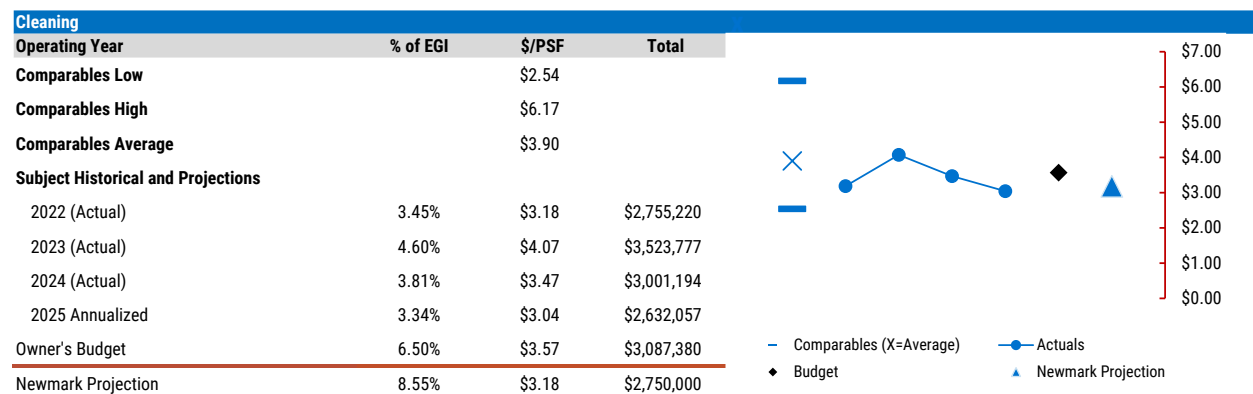 Cleaning
Operating Year % of EGI $/PSF Total
Comparables Low $2.54
Comparables High $6.17
Comparables Average $3.90
Subject Historical and Projections
2022 (Actual) 3.45% $3.18 $2,755,220
2023 (Actual) 4.60% $4.07 $3,523,777
2024 (Actual) 3.81% $3.47 $3,001,194
2025 Annualized 3.34% $3.04 $2,632,057
Owner's Budget 6.50% $3.57 $3,087,380
Newmark Projection 8.55% $3.18 $2,750,000
$7.00
$6.00
$5.00
$4.00
$3.00
$2.00
$1.00
$0.00
Comparables (X=Average) Actuals
Budget Newmark Projection